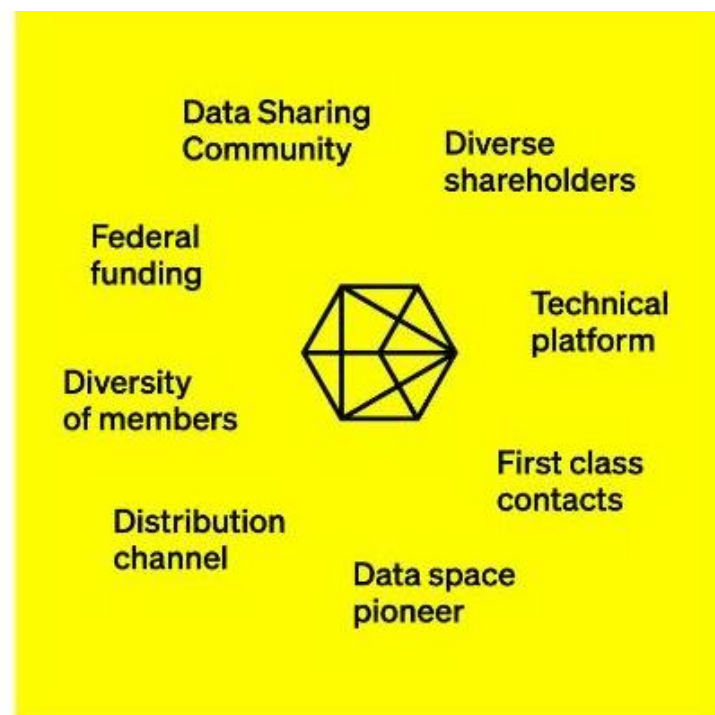 Data Sharing
Community
Diverse
shareholders
Federal
funding
Technical
platform
Diversity
of members
First class
contacts
Distribution
channel
Data space
pioneer